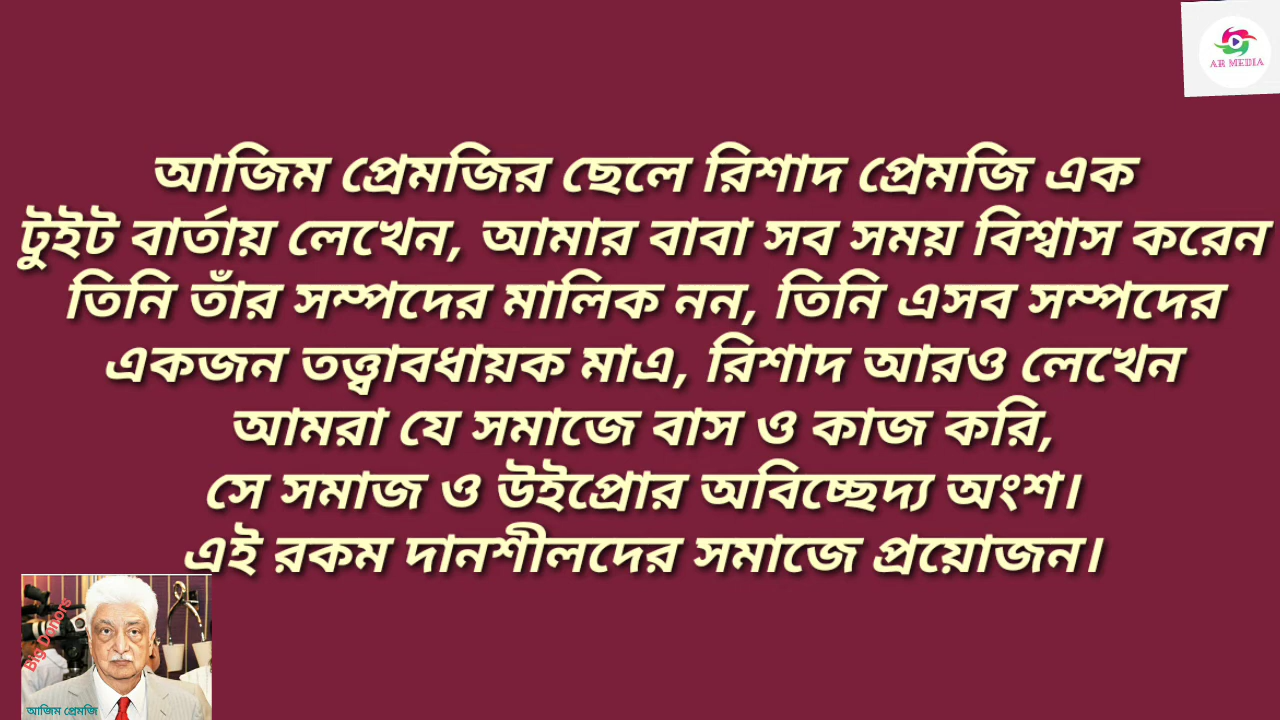 AR MEDIA
আজিম প্রেমজির ছেলে রিশাদ প্রেমজি এক
টুইট বার্তায় লেখেন, আমার বাবা সব সময় বিশ্বাস করেন
তিনি তাঁর সম্পদের মালিক নন, তিনি এসব সম্পদের
একজন তত্ত্বাবধায়ক মাএ, রিশাদ আরও লেখেন
আমরা যে সমাজে বাস ও কাজ করি,
সে সমাজ ও উইপ্রোর অবিচ্ছেদ্য অংশ।
এই রকম দানশীলদের সমাজে প্রয়োজন।
Big Donors
আজিম প্রেমজি